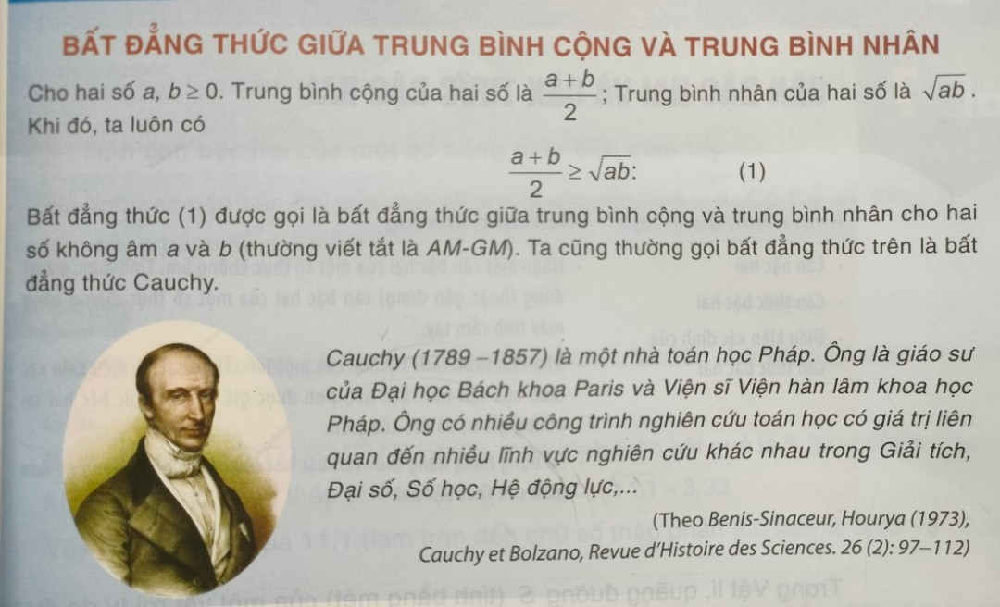 BẤT ĐẲNG THỨC GIỮA TRUNG BÌNH CỘNG VÀ TRUNG BÌNH NHÂN
Cho hai số a, b ≥ 0. Trung bình cộng của hai số là (a + b)/2; Trung bình nhân của hai số là √ab.
Khi đó, ta luôn có
(a + b)/2 ≥ √ab: (1)
Bất đẳng thức (1) được gọi là bất đẳng thức giữa trung bình cộng và trung bình nhân cho hai
số không âm a và b (thường viết tắt là AM-GM). Ta cũng thường gọi bất đẳng thức trên là bất
đẳng thức Cauchy.
Cauchy (1789 – 1857) là một nhà toán học Pháp. Ông là giáo sư
của Đại học Bách khoa Paris và Viện sĩ Viện hàn lâm khoa học
Pháp. Ông có nhiều công trình nghiên cứu toán học có giá trị liên
quan đến nhiều lĩnh vực nghiên cứu khác nhau trong Giải tích,
Đại số, Số học, Hệ động lực,...
(Theo Benis-Sinaceur, Hourya (1973),
Cauchy et Bolzano, Revue d'Histoire des Sciences. 26 (2): 97–112)